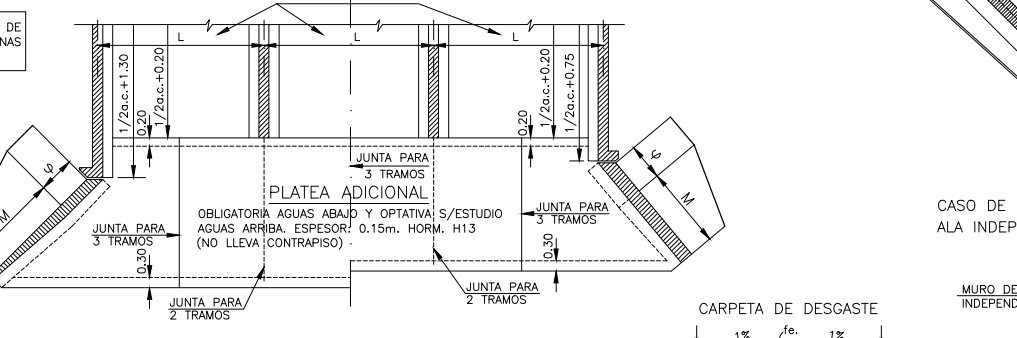 DE
NAS
L
L
L
1/2a.c.+1.30
0.20
1/2a.c.+0.20
0.20
1/2a.c.+0.20
1/2a.c.+0.75
φ
M
φ
M
JUNTA PARA
3 TRAMOS
PLATEA ADICIONAL
OBLIGATORIA AGUAS ABAJO Y OPTATIVA S/ESTUDIO
AGUAS ARRIBA. ESPESOR: 0.15m. HORM. H13
(NO LLEVA CONTRAPISO)
JUNTA PARA
3 TRAMOS
JUNTA PARA
3 TRAMOS
0.30
0.30
JUNTA PARA
2 TRAMOS
JUNTA PARA
2 TRAMOS
CASO DE
ALA INDEP
MURO DE
INDEPEND
CARPETA DE DESGASTE
1% fe. 1%